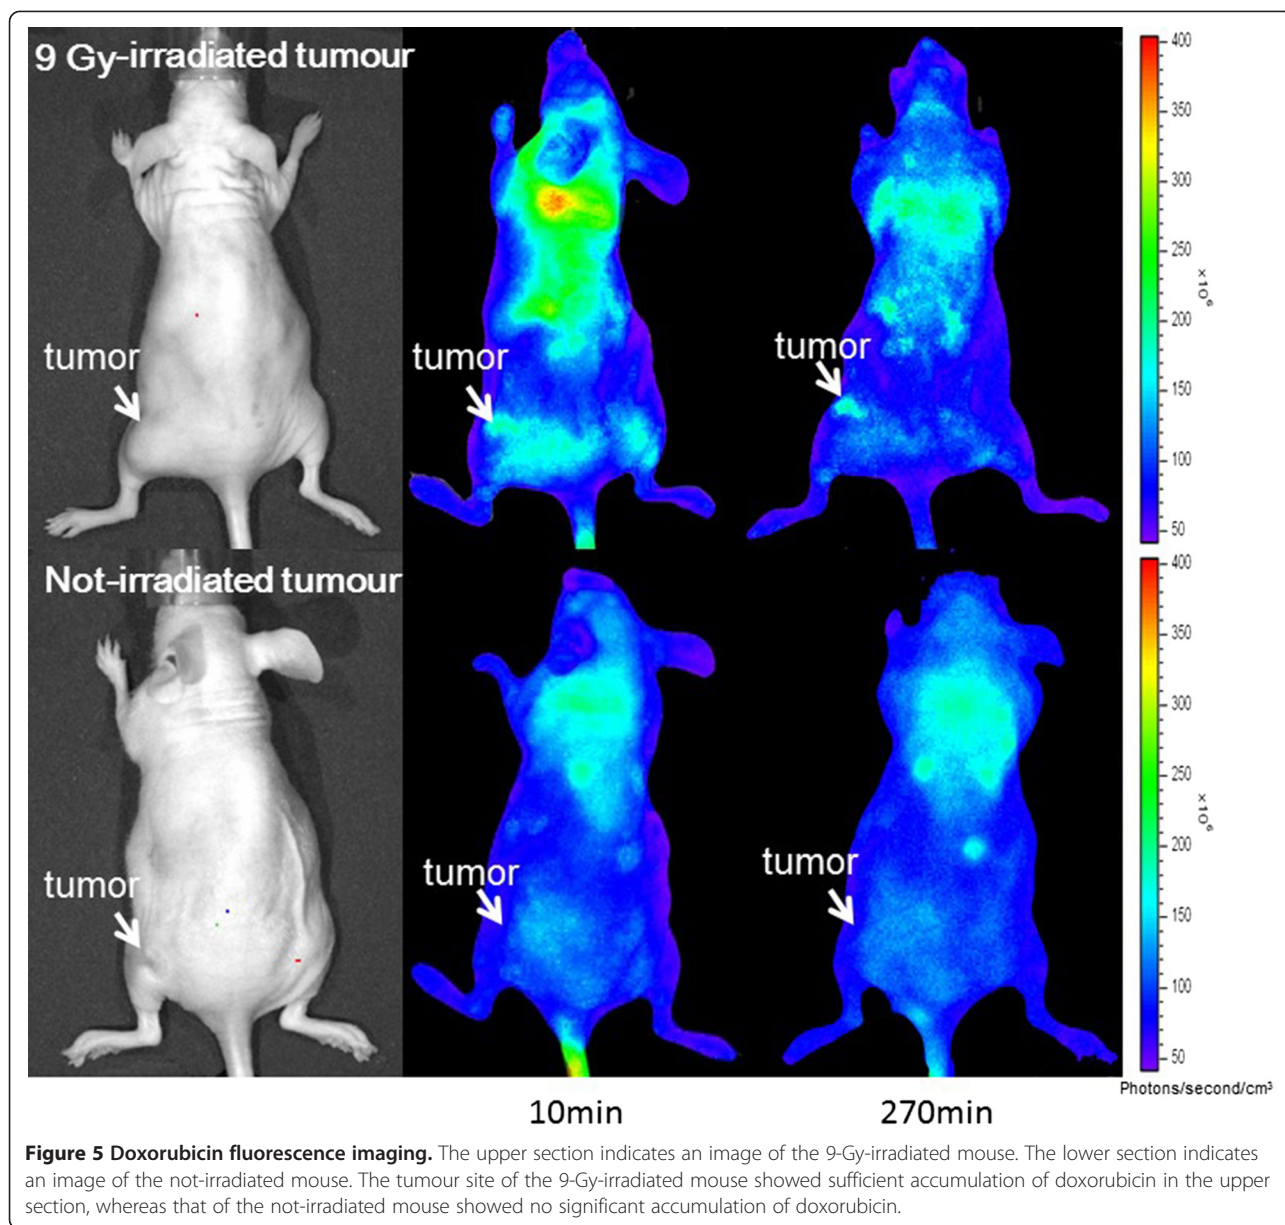 9 Gy-irradiated tumour
tumor
tumor
tumor
400
350
300
250
200
150
100
50
×10⁶
Not-irradiated tumour
tumor
tumor
tumor
400
350
300
250
200
150
100
50
×10⁶
Photons/second/cm³
10min
270min
Figure 5 Doxorubicin fluorescence imaging. The upper section indicates an image of the 9-Gy-irradiated mouse. The lower section indicates
an image of the not-irradiated mouse. The tumour site of the 9-Gy-irradiated mouse showed sufficient accumulation of doxorubicin in the upper
section, whereas that of the not-irradiated mouse showed no significant accumulation of doxorubicin.